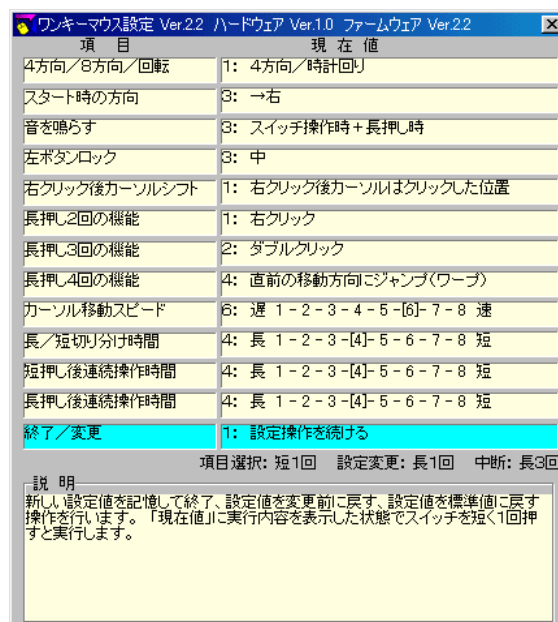 ワンキーマウス設定 Ver.2.2 ハードウェア Ver.1.0 ファームウェア Ver.2.2
項 目 現 在 値
4方向／8方向／回転 1: 4方向／時計回り
スタート時の方向 3: →右
音を鳴らす 3: スイッチ操作時＋長押し時
左ボタンロック 3: 中
右クリック後カーソルシフト 1: 右クリック後カーソルはクリックした位置
長押し2回の機能 1: 右クリック
長押し3回の機能 2: ダブルクリック
長押し4回の機能 4: 直前の移動方向にジャンプ(ワープ)
カーソル移動スピード 6: 遅 1 - 2 - 3 - 4 - 5 -[6]- 7 - 8 速
長／短切り分け時間 4: 長 1 - 2 - 3 -[4]- 5 - 6 - 7 - 8 短
短押し後連続操作時間 4: 長 1 - 2 - 3 -[4]- 5 - 6 - 7 - 8 短
長押し後連続操作時間 4: 長 1 - 2 - 3 -[4]- 5 - 6 - 7 - 8 短
終了／変更 1: 設定操作を続ける
項目選択: 短1回 設定変更: 長1回 中断: 長3回
説 明
新しい設定値を記憶して終了、設定値を変更前に戻す、設定値を標準値に戻す
操作を行います。「現在値」に実行内容を表示した状態でスイッチを短く1回押
すと実行します。